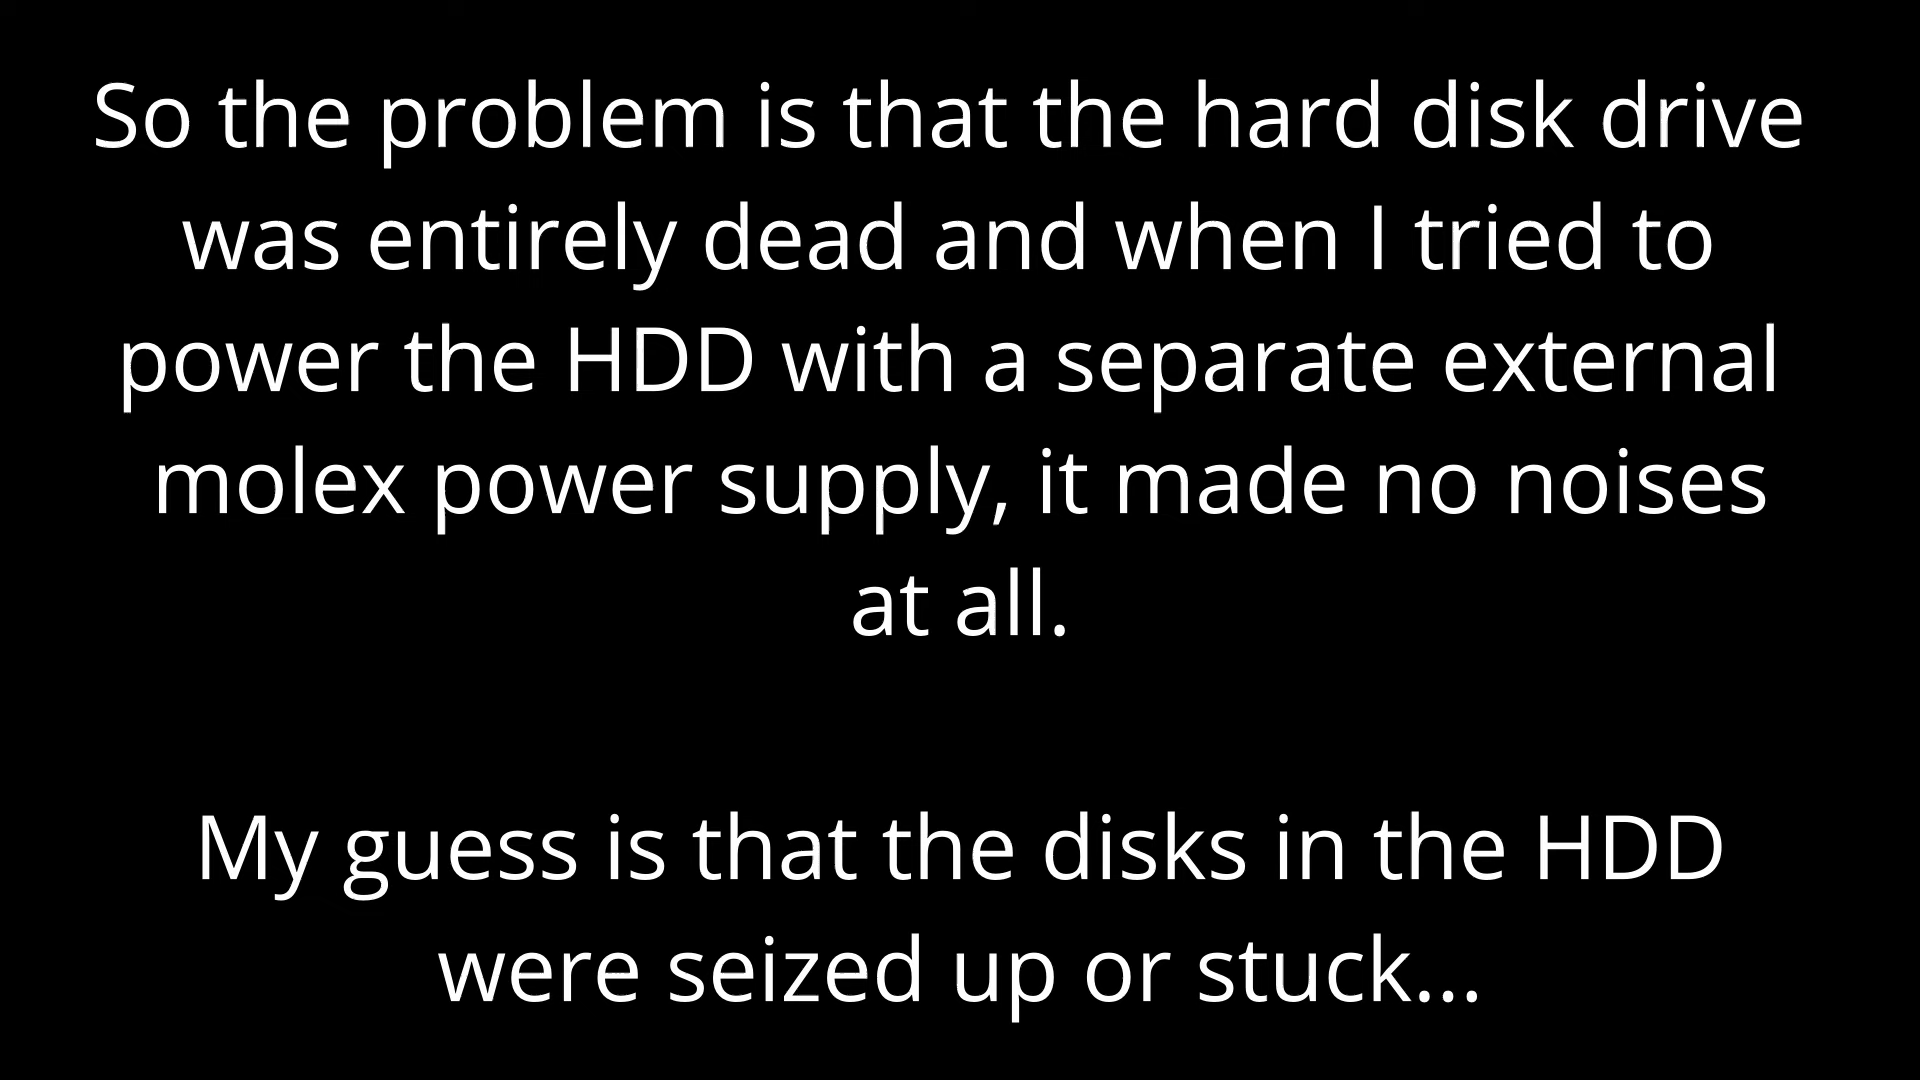 So the problem is that the hard disk drive
was entirely dead and when I tried to
power the HDD with a separate external
molex power supply, it made no noises
at all.
My guess is that the disks in the HDD
were seized up or stuck...